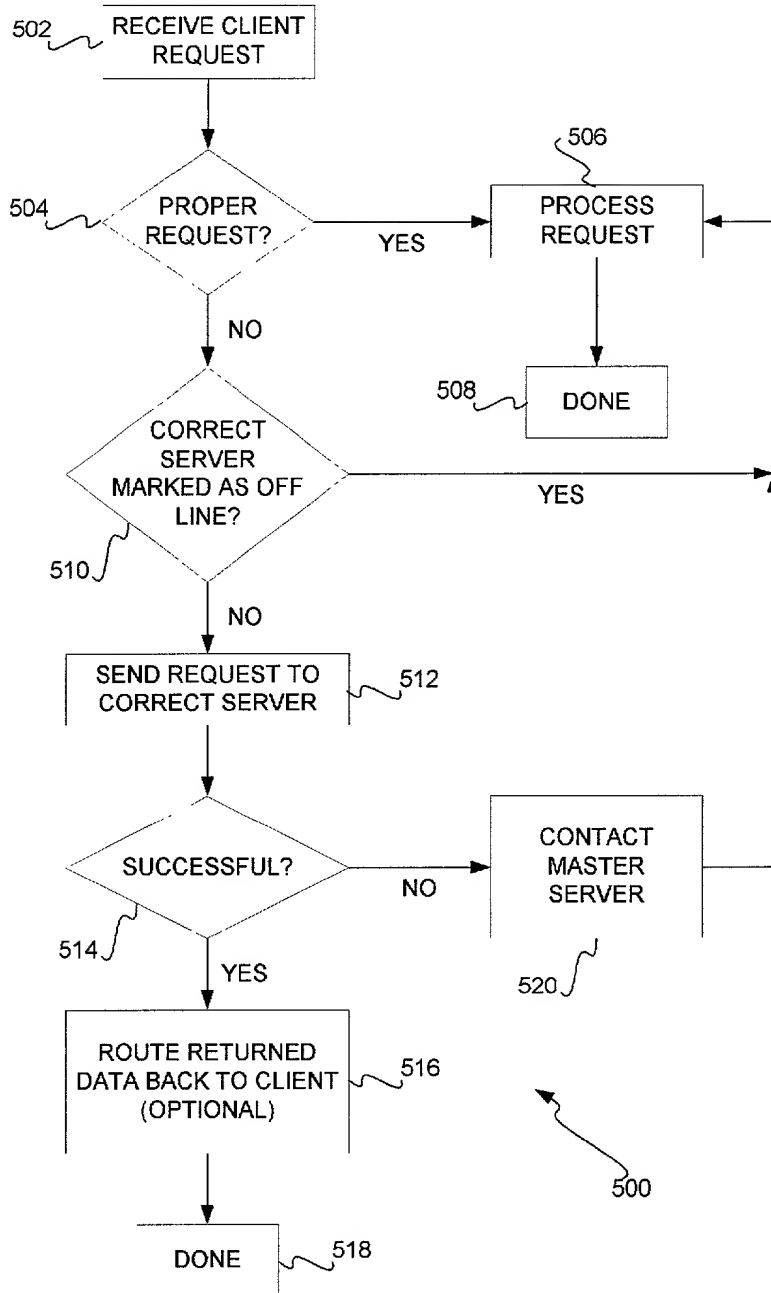 502
RECEIVE CLIENT
REQUEST
504
PROPER
REQUEST?
YES
506
PROCESS
REQUEST
NO
508
DONE
CORRECT
SERVER
MARKED AS OFF
LINE?
YES
510
NO
SEND REQUEST TO
CORRECT SERVER
512
SUCCESSFUL?
NO
CONTACT
MASTER
SERVER
514
YES
520
ROUTE RETURNED
DATA BACK TO CLIENT
(OPTIONAL)
516
500
DONE
518